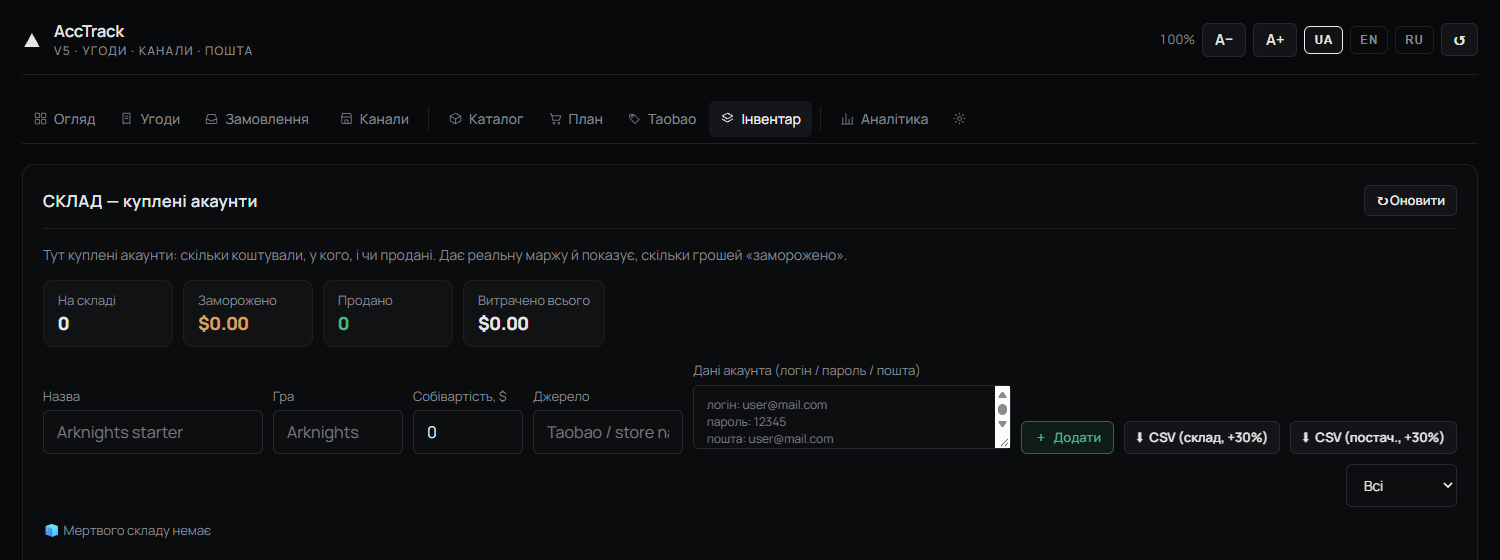 AccTrack
V5 · УГОДИ · КАНАЛИ · ПОШТА
100% A− A+ UA EN RU ↺
Огляд Угоди Замовлення Канали Каталог План Taobao Інвентар Аналітика
СКЛАД — куплені акаунти
↻Оновити
Тут куплені акаунти: скільки коштували, у кого, і чи продані. Дає реальну маржу й показує, скільки грошей «заморожено».
На складі Заморожено Продано Витрачено всього
0 $0.00 0 $0.00
Дані акаунта (логін / пароль / пошта)
Назва Гра Собівартість, $ Джерело
логін: user@mail.com
пароль: 12345
пошта: user@mail.com
Arknights starter Arknights 0 Taobao / store na
+ Додати ⬇ CSV (склад, +30%) ⬇ CSV (постач., +30%)
Всі
🧊 Мертвого складу немає